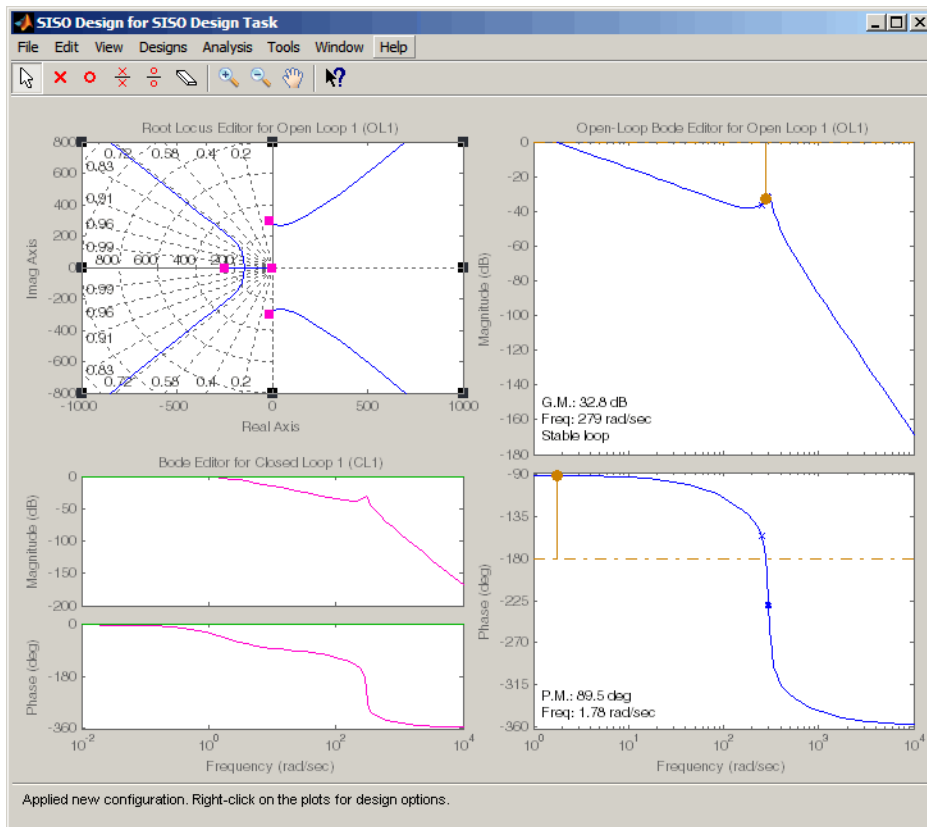 SISO Design for SISO Design Task
File Edit View Designs Analysis Tools Window Help
Root Locus Editor for Open Loop 1 (OL1)
800
600
400
200
0
-200
-400
-600
-800
Imag Axis
0.72 0.58 0.4 0.2
0.83
0.91
0.96
0.99
800 600 400 200
0.99
0.96
0.91
0.83
0.72 0.58 0.4 0.2
-1000 -500 0 500 1000
Real Axis
Open-Loop Bode Editor for Open Loop 1 (OL1)
0
-20
-40
-60
-80
-100
-120
-140
-160
-180
Magnitude (dB)
G.M.: 32.8 dB
Freq: 279 rad/sec
Stable loop
Bode Editor for Closed Loop 1 (CL1)
0
-50
-100
-150
-200
Magnitude (dB)
0
-180
-360
Phase (deg)
10^-2 10^0 10^2 10^4
Frequency (rad/sec)
-90
-135
-180
-225
-270
-315
-360
Phase (deg)
P.M.: 89.5 deg
Freq: 1.78 rad/sec
10^0 10^1 10^2 10^3 10^4
Frequency (rad/sec)
Applied new configuration. Right-click on the plots for design options.